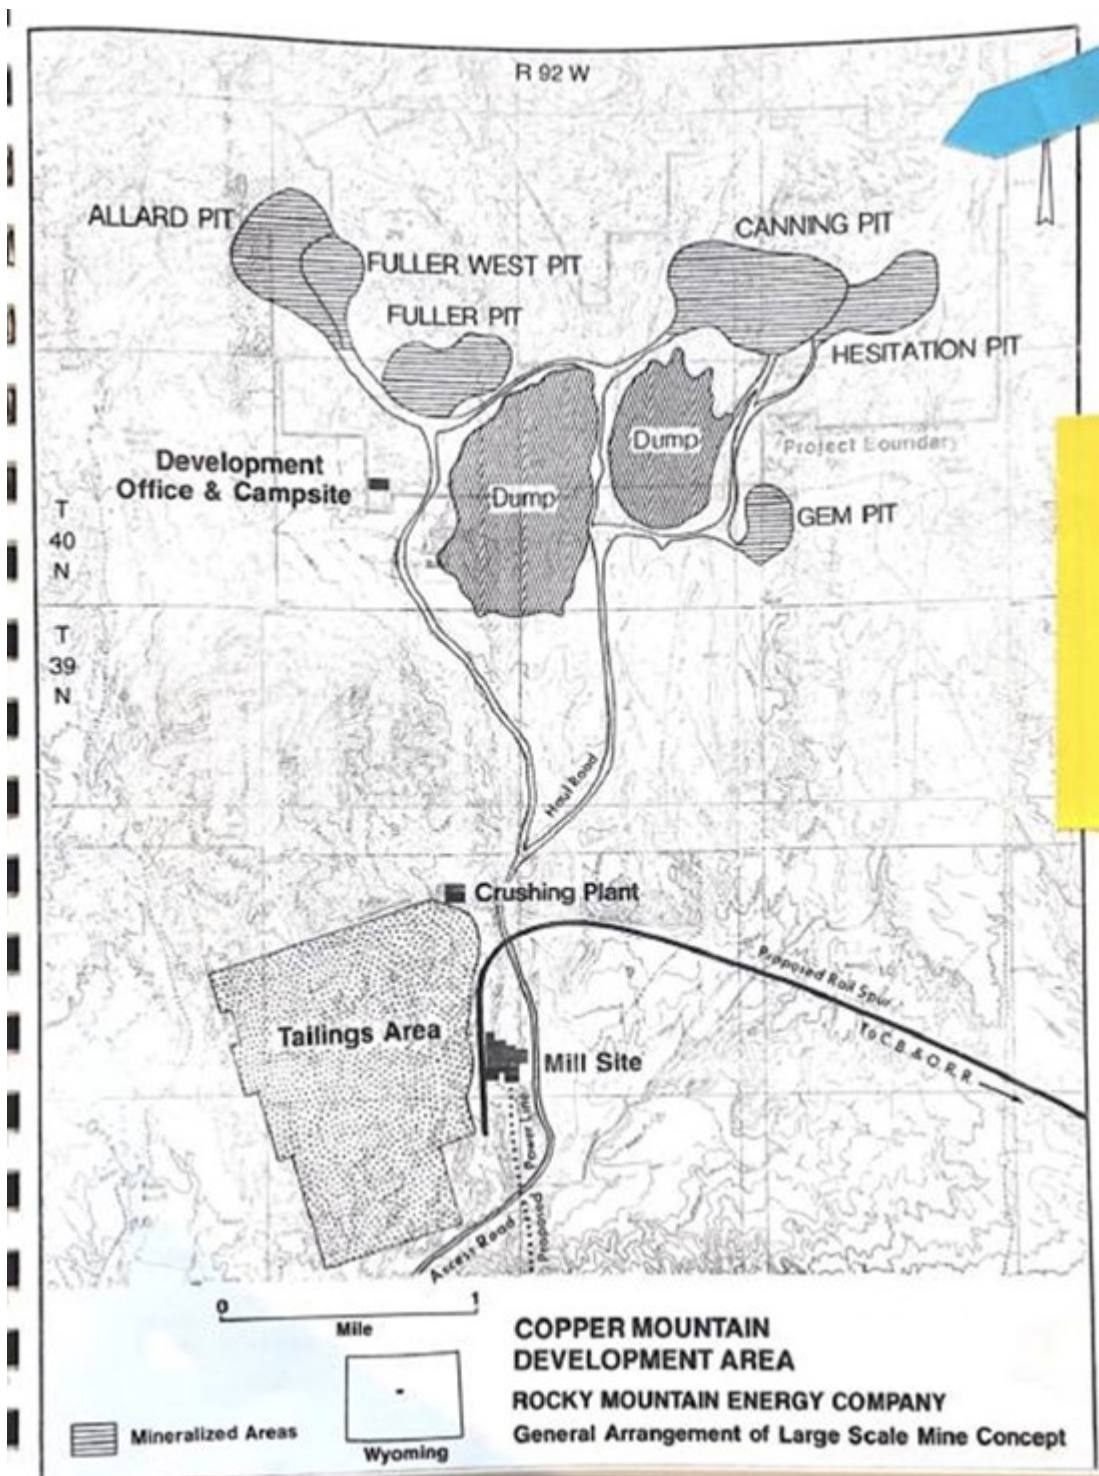 R 92 W
ALLARD PIT
CANNING PIT
FULLER WEST PIT
FULLER PIT
HESITATION PIT
Dump
Project Boundary
Development
Office & Campsite
Dump
GEM PIT
T
40
N
T
39
N
Haul Road
Crushing Plant
Proposed Rail Spur
To C.B. & Q.R.R.
Tailings Area
Mill Site
Proposed Power Line
Access Road
0 1
Mile
COPPER MOUNTAIN
DEVELOPMENT AREA
ROCKY MOUNTAIN ENERGY COMPANY
General Arrangement of Large Scale Mine Concept
Mineralized Areas
Wyoming